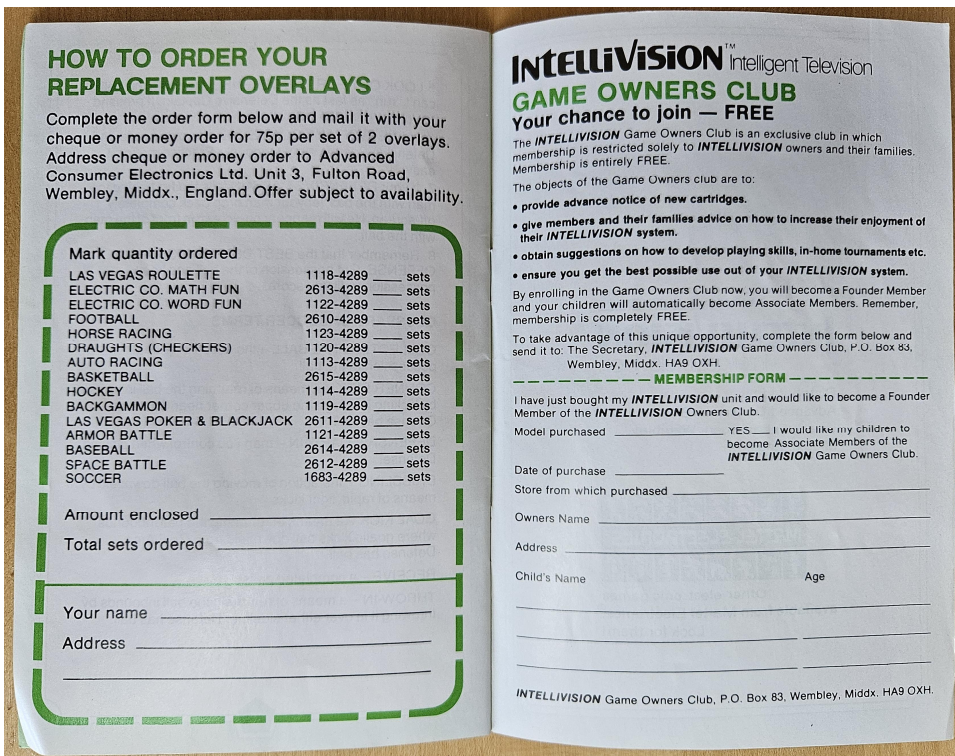 HOW TO ORDER YOUR
REPLACEMENT OVERLAYS
Complete the order form below and mail it with your
cheque or money order for 75p per set of 2 overlays.
Address cheque or money order to Advanced
Consumer Electronics Ltd. Unit 3, Fulton Road,
Wembley, Middx., England. Offer subject to availability.
Mark quantity ordered
LAS VEGAS ROULETTE 1118-4289 ____ sets
ELECTRIC CO. MATH FUN 2613-4289 ____ sets
ELECTRIC CO. WORD FUN 1122-4289 ____ sets
FOOTBALL 2610-4289 ____ sets
HORSE RACING 1123-4289 ____ sets
DRAUGHTS (CHECKERS) 1120-4289 ____ sets
AUTO RACING 1113-4289 ____ sets
BASKETBALL 2615-4289 ____ sets
HOCKEY 1114-4289 ____ sets
BACKGAMMON 1119-4289 ____ sets
LAS VEGAS POKER & BLACKJACK 2611-4289 ____ sets
ARMOR BATTLE 1121-4289 ____ sets
BASEBALL 2614-4289 ____ sets
SPACE BATTLE 2612-4289 ____ sets
SOCCER 1683-4289 ____ sets
Amount enclosed
Total sets ordered
Your name
Address
INTELLIVISION™ Intelligent Television
GAME OWNERS CLUB
Your chance to join — FREE
The INTELLIVISION Game Owners Club is an exclusive club in which
membership is restricted solely to INTELLIVISION owners and their families.
Membership is entirely FREE.
The objects of the Game Owners club are to:
• provide advance notice of new cartridges.
• give members and their families advice on how to increase their enjoyment of
their INTELLIVISION system.
• obtain suggestions on how to develop playing skills, in-home tournaments etc.
• ensure you get the best possible use out of your INTELLIVISION system.
By enrolling in the Game Owners Club now, you will become a Founder Member
and your children will automatically become Associate Members. Remember,
membership is completely FREE.
To take advantage of this unique opportunity, complete the form below and
send it to: The Secretary, INTELLIVISION Game Owners Club, P.O. Box 83,
Wembley, Middx. HA9 OXH.
MEMBERSHIP FORM
I have just bought my INTELLIVISION unit and would like to become a Founder
Member of the INTELLIVISION Owners Club.
Model purchased
YES ___ I would like my children to
become Associate Members of the
INTELLIVISION Game Owners Club.
Date of purchase
Store from which purchased
Owners Name
Address
Child's Name Age
INTELLIVISION Game Owners Club, P.O. Box 83, Wembley, Middx. HA9 OXH.